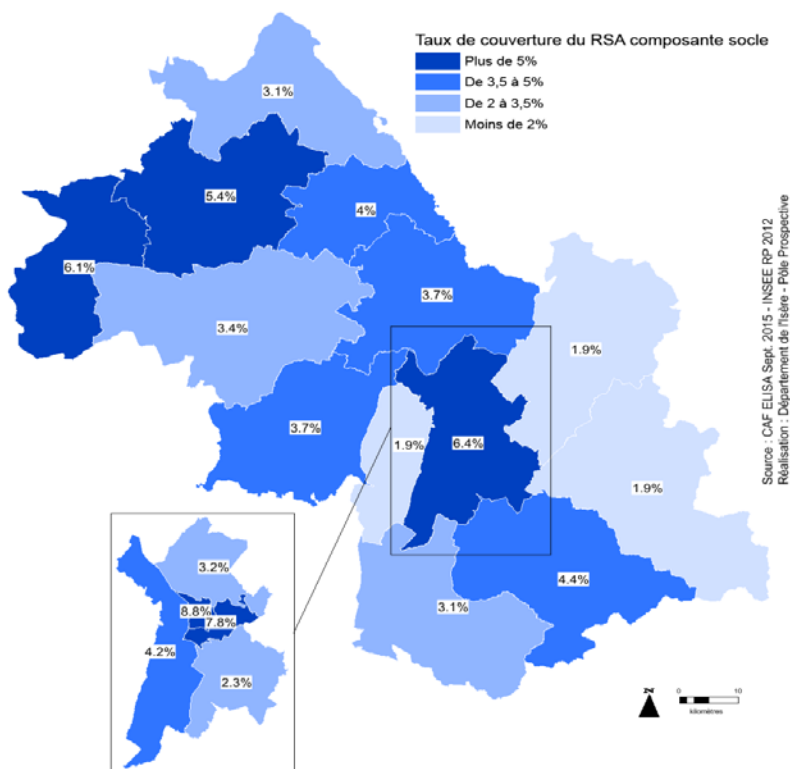 Taux de couverture du RSA composante socle
Plus de 5%
De 3,5 à 5%
De 2 à 3,5%
Moins de 2%
3.1%
5.4%
4%
6.1%
3.7%
3.4%
1.9%
3.7%
1.9%
6.4%
1.9%
4.4%
3.1%
3.2%
8.8%
7.8%
4.2%
2.3%
Source : CAF ELISA Sept. 2015 - INSEE RP 2012
Réalisation : Département de l'Isère - Pôle Prospective
0 10
kilomètres